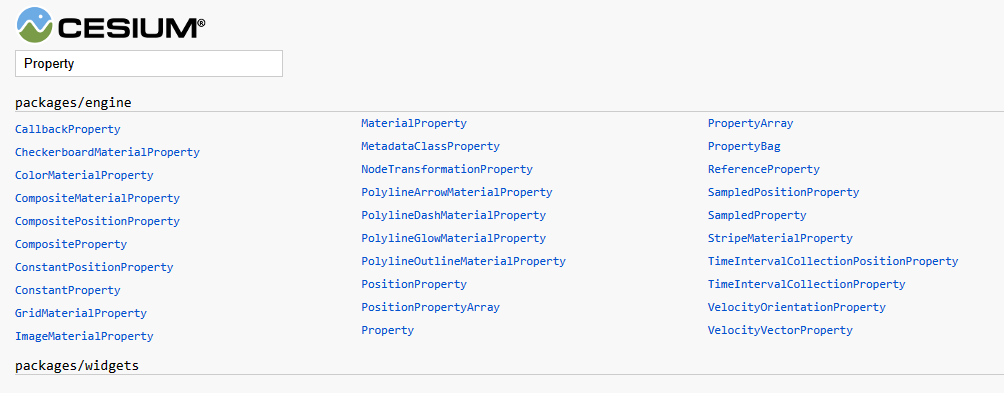 CESIUM®
Property
packages/engine
CallbackProperty
CheckerboardMaterialProperty
ColorMaterialProperty
CompositeMaterialProperty
CompositePositionProperty
CompositeProperty
ConstantPositionProperty
ConstantProperty
GridMaterialProperty
ImageMaterialProperty
MaterialProperty
MetadataClassProperty
NodeTransformationProperty
PolylineArrowMaterialProperty
PolylineDashMaterialProperty
PolylineGlowMaterialProperty
PolylineOutlineMaterialProperty
PositionProperty
PositionPropertyArray
Property
PropertyArray
PropertyBag
ReferenceProperty
SampledPositionProperty
SampledProperty
StripeMaterialProperty
TimeIntervalCollectionPositionProperty
TimeIntervalCollectionProperty
VelocityOrientationProperty
VelocityVectorProperty
packages/widgets